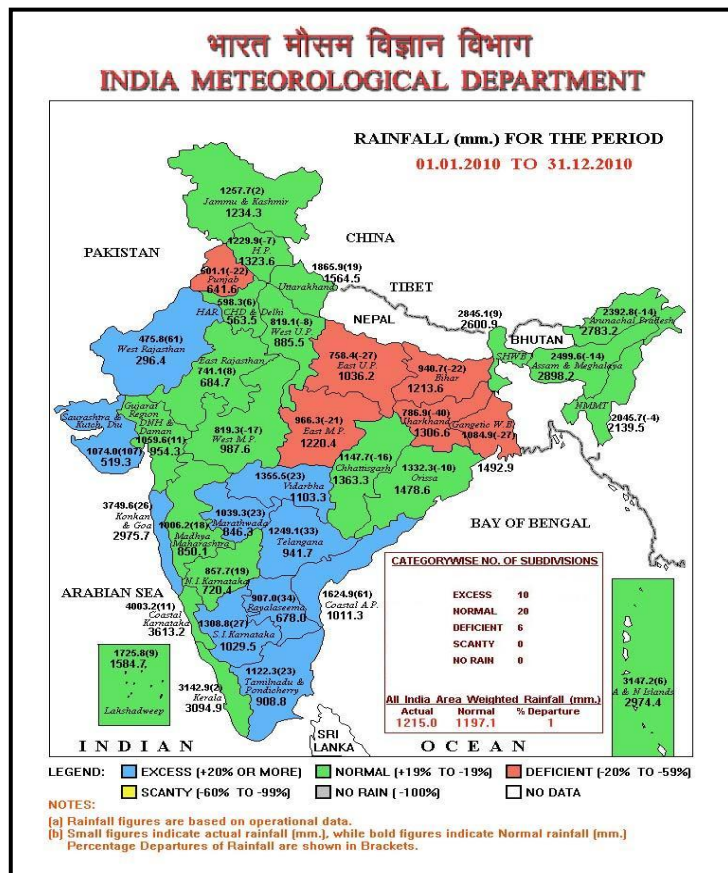 भारत मौसम विज्ञान विभाग
INDIA METEOROLOGICAL DEPARTMENT
RAINFALL (mm.) FOR THE PERIOD
01.01.2010 TO 31.12.2010
1257.7(2)
Jammu & Kashmir
1234.3
1229.9(-7)
H.P.
1323.6
CHINA
PAKISTAN
501.1(-22)
Punjab
641.6
1865.9(19)
1564.5
Uttarakhand
TIBET
598.3(6)
HAR. CHD & Delhi
563.5
819.1(-8)
West U.P.
885.5
NEPAL
2845.1(9)
2600.9
BHUTAN
2392.8(-14)
Arunachal Pradesh
2783.2
475.8(61)
West Rajasthan
296.4
East Rajasthan
741.1(8)
684.7
758.4(-27)
East U.P.
1036.2
940.7(-22)
Bihar
1213.6
SHWB
2499.6(-14)
Assam & Meghalaya
2898.2
NMMT
2045.7(-4)
2139.5
Saurashtra &
Kutch, Diu
1074.0(107)
519.3
Gujarat
Region
DNH &
Daman
1059.6(11)
954.3
819.3(-17)
West M.P.
987.6
966.3(-21)
East M.P.
1220.4
786.9(-40)
Jharkhand
1306.6
Gangetic W.B.
1084.9(-27)
1492.9
1147.7(-16)
Chhattisgarh
1363.3
1332.3(-10)
Orissa
1478.6
1355.5(23)
Vidarbha
1103.3
3749.6(26)
Konkan
& Goa
2975.7
1006.2(18)
Madhya
Maharashtra
850.1
1039.3(23)
Marathwada
846.3
1249.1(33)
Telangana
941.7
BAY OF BENGAL
ARABIAN SEA
857.7(19)
N.I.Karnataka
720.4
907.0(34)
Rayalaseema
678.0
1624.9(61)
Coastal A.P.
1011.3
4003.2(11)
Coastal
Karnataka
3613.2
1308.8(27)
S.I.Karnataka
1029.5
1122.3(23)
Tamilnadu &
Pondicherry
908.8
3142.9(2)
Kerala
3094.9
1725.8(9)
1584.7
Lakshadweep
3147.2(6)
A & N Islands
2974.4
CATEGORYWISE NO. OF SUBDIVISIONS
EXCESS 10
NORMAL 20
DEFICIENT 6
SCANTY 0
NO RAIN 0
All India Area Weighted Rainfall (mm.)
Actual Normal % Departure
1215.0 1197.1 1
SRI
LANKA
INDIAN OCEAN
LEGEND: EXCESS (+20% OR MORE) NORMAL (+19% TO -19%) DEFICIENT (-20% TO -59%)
SCANTY (-60% TO -99%) NO RAIN (-100%) NO DATA
NOTES:
(a) Rainfall figures are based on operational data.
(b) Small figures indicate actual rainfall (mm.), while bold figures indicate Normal rainfall (mm.)
Percentage Departures of Rainfall are shown in Brackets.